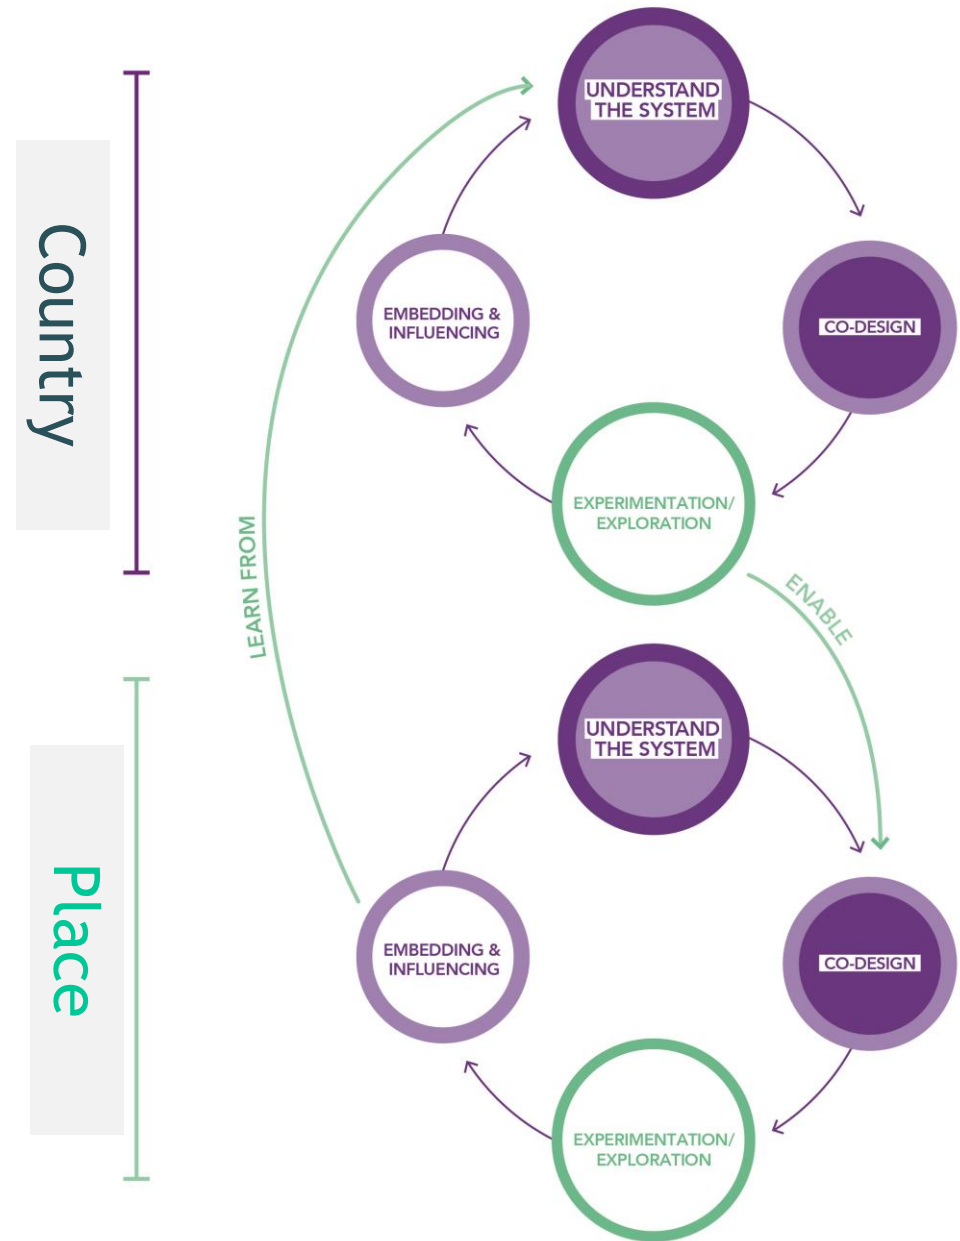 Country
UNDERSTAND
THE SYSTEM
EMBEDDING &
INFLUENCING
CO-DESIGN
EXPERIMENTATION/
EXPLORATION
LEARN FROM
ENABLE
Place
UNDERSTAND
THE SYSTEM
EMBEDDING &
INFLUENCING
CO-DESIGN
EXPERIMENTATION/
EXPLORATION